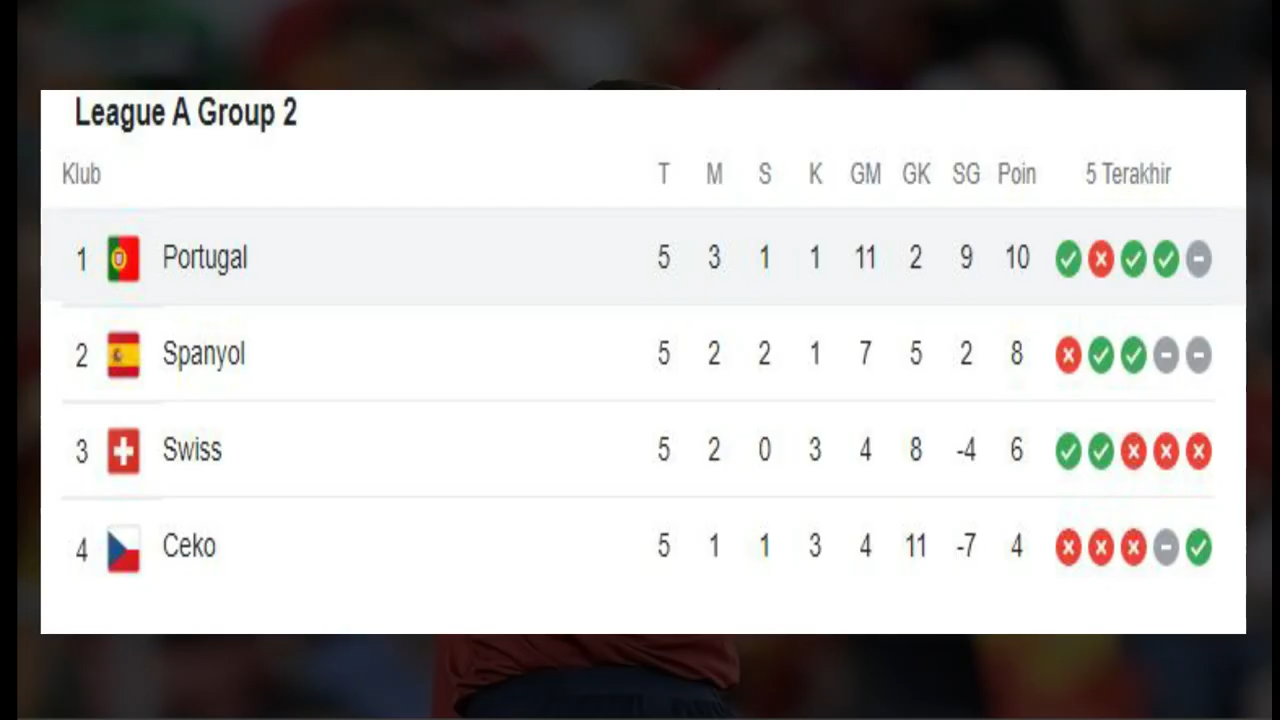 League A Group 2
Klub T M S K GM GK SG Poin 5 Terakhir
1 Portugal 5 3 1 1 11 2 9 10
2 Spanyol 5 2 2 1 7 5 2 8
3 Swiss 5 2 0 3 4 8 -4 6
4 Ceko 5 1 1 3 4 11 -7 4